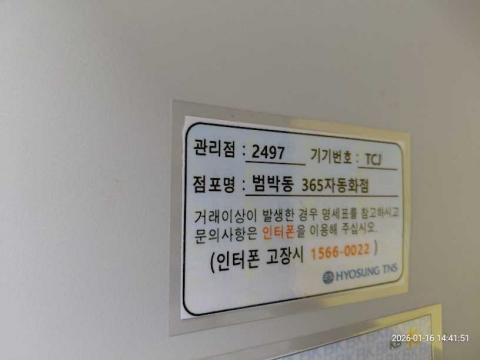 관리점 : 2497 기기번호 : TCJ
점포명 : 범박동 365자동화점
거래이상이 발생한 경우 명세표를 참고하시고
문의사항은 인터폰을 이용해 주십시오.
(인터폰 고장시 1566-0022 )
HYOSUNG TNS
2026-01-16 14:41:51